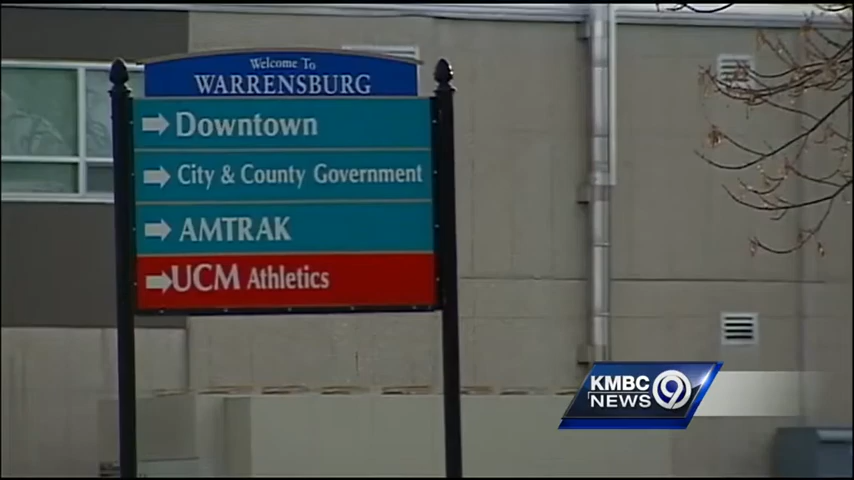 Welcome To
WARRENSBURG
Downtown
City & County Government
AMTRAK
UCM Athletics
KMBC 9
NEWS